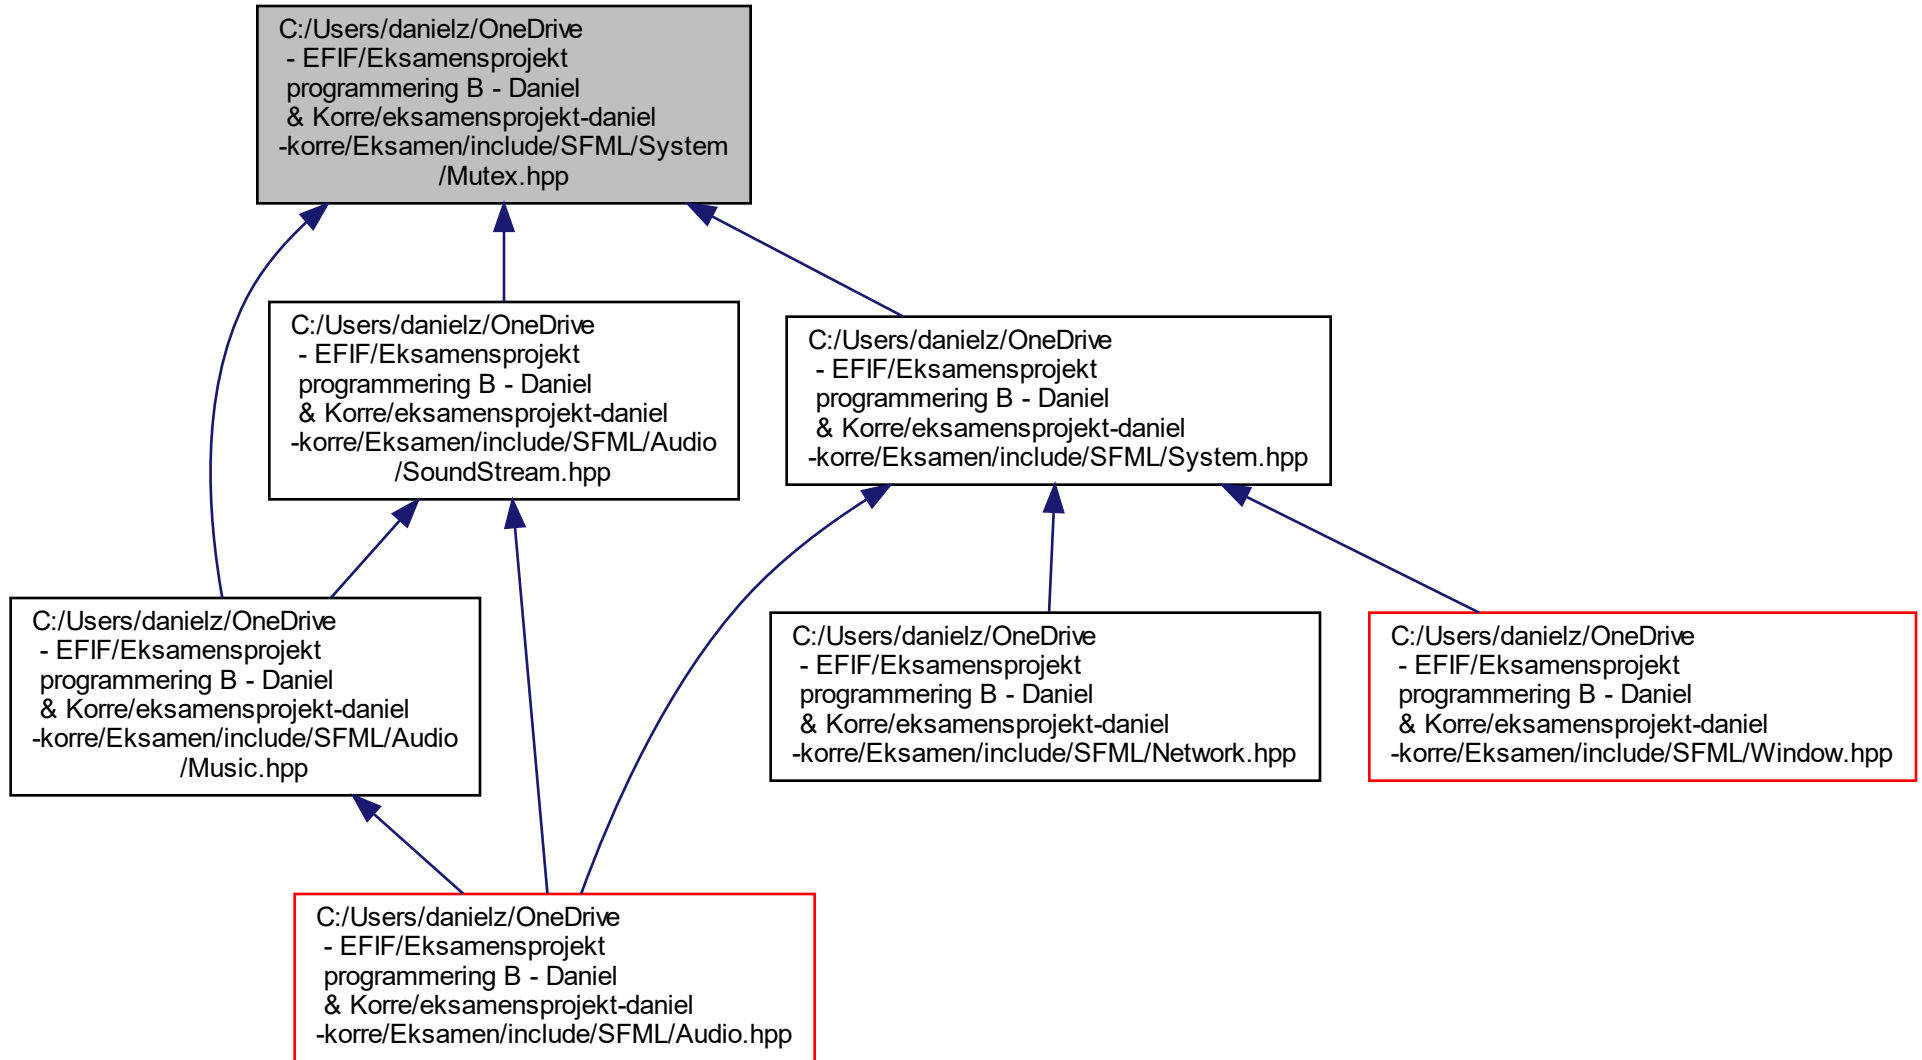 C:/Users/danielz/OneDrive
- EFIF/Eksamensprojekt
programmering B - Daniel
& Korre/eksamensprojekt-daniel
-korre/Eksamen/include/SFML/System
/Mutex.hpp
C:/Users/danielz/OneDrive
- EFIF/Eksamensprojekt
programmering B - Daniel
& Korre/eksamensprojekt-daniel
-korre/Eksamen/include/SFML/Audio
/SoundStream.hpp
C:/Users/danielz/OneDrive
- EFIF/Eksamensprojekt
programmering B - Daniel
& Korre/eksamensprojekt-daniel
-korre/Eksamen/include/SFML/System.hpp
C:/Users/danielz/OneDrive
- EFIF/Eksamensprojekt
programmering B - Daniel
& Korre/eksamensprojekt-daniel
-korre/Eksamen/include/SFML/Audio
/Music.hpp
C:/Users/danielz/OneDrive
- EFIF/Eksamensprojekt
programmering B - Daniel
& Korre/eksamensprojekt-daniel
-korre/Eksamen/include/SFML/Network.hpp
C:/Users/danielz/OneDrive
- EFIF/Eksamensprojekt
programmering B - Daniel
& Korre/eksamensprojekt-daniel
-korre/Eksamen/include/SFML/Window.hpp
C:/Users/danielz/OneDrive
- EFIF/Eksamensprojekt
programmering B - Daniel
& Korre/eksamensprojekt-daniel
-korre/Eksamen/include/SFML/Audio.hpp